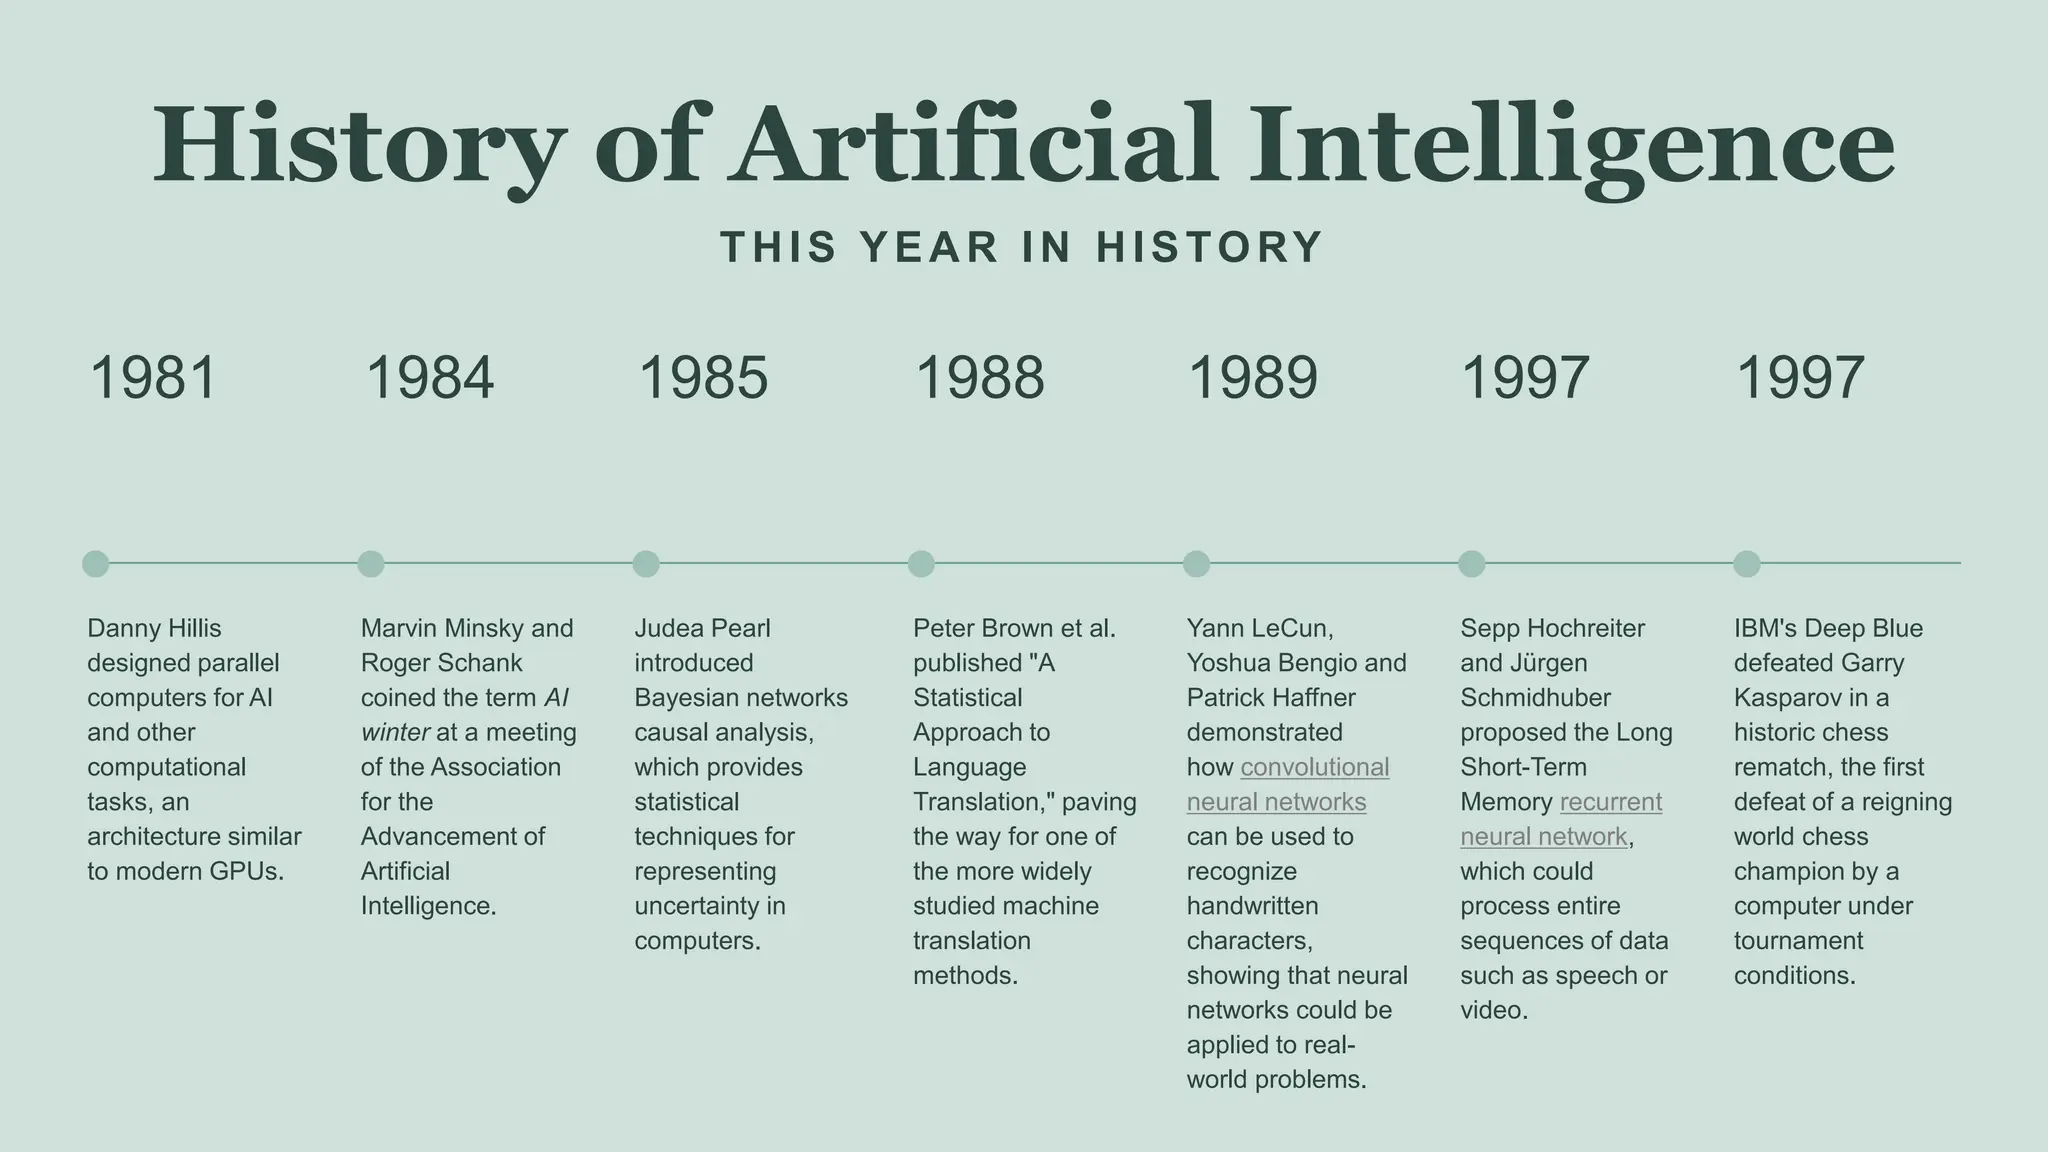 History of Artificial Intelligence
THIS YEAR IN HISTORY
1981
1984
1985
1988
1989
1997
1997
Danny Hillis
designed parallel
computers for AI
and other
computational
tasks, an
architecture similar
to modern GPUs.
Marvin Minsky and
Roger Schank
coined the term AI
winter at a meeting
of the Association
for the
Advancement of
Artificial
Intelligence.
Judea Pearl
introduced
Bayesian networks
causal analysis,
which provides
statistical
techniques for
representing
uncertainty in
computers.
Peter Brown et al.
published "A
Statistical
Approach to
Language
Translation," paving
the way for one of
the more widely
studied machine
translation
methods.
Yann LeCun,
Yoshua Bengio and
Patrick Haffner
demonstrated
how convolutional
neural networks
can be used to
recognize
handwritten
characters,
showing that neural
networks could be
applied to real-
world problems.
Sepp Hochreiter
and Jürgen
Schmidhuber
proposed the Long
Short-Term
Memory recurrent
neural network,
which could
process entire
sequences of data
such as speech or
video.
IBM's Deep Blue
defeated Garry
Kasparov in a
historic chess
rematch, the first
defeat of a reigning
world chess
champion by a
computer under
tournament
conditions.